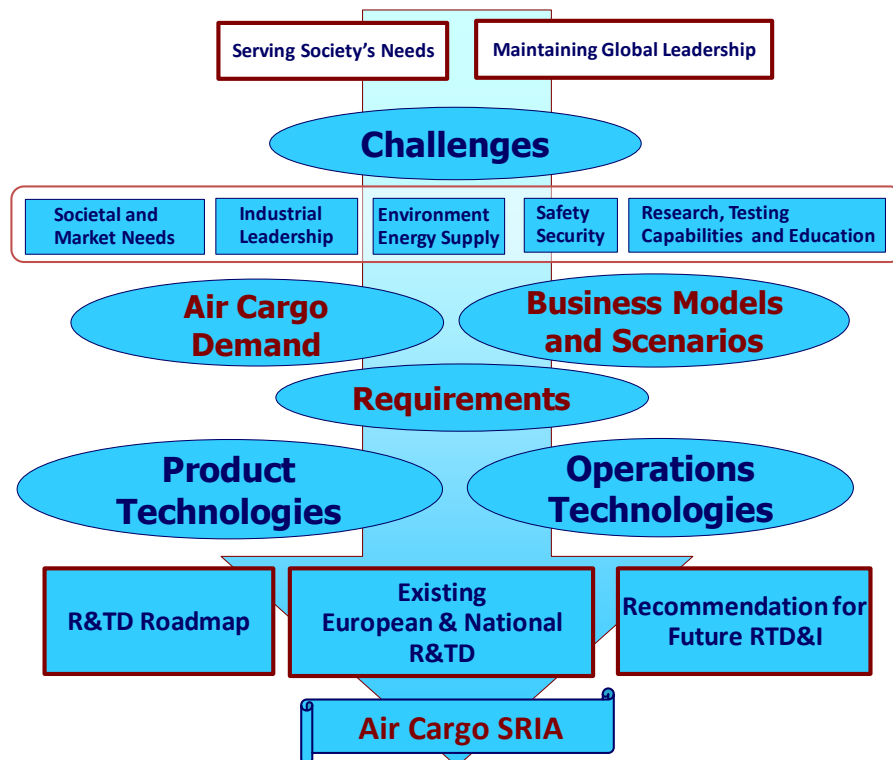 Serving Society's Needs
Maintaining Global Leadership
Challenges
Societal and
Market Needs
Industrial
Leadership
Environment
Energy Supply
Safety
Security
Research, Testing
Capabilities and Education
Air Cargo
Demand
Business Models
and Scenarios
Requirements
Product
Technologies
Operations
Technologies
R&TD Roadmap
Existing
European & National
R&TD
Recommendation for
Future RTD&I
Air Cargo SRIA